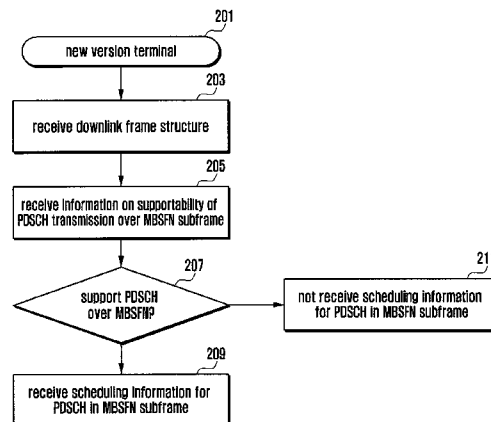 201
new version terminal
203
receive downlink frame structure
205
receive information on supportability of
PDSCH transmission over MBSFN subframe
207
support PDSCH
over MBSFN?
21
not receive scheduling information
for PDSCH in MBSFN subframe
209
receive scheduling information for
PDSCH in MBSFN subframe